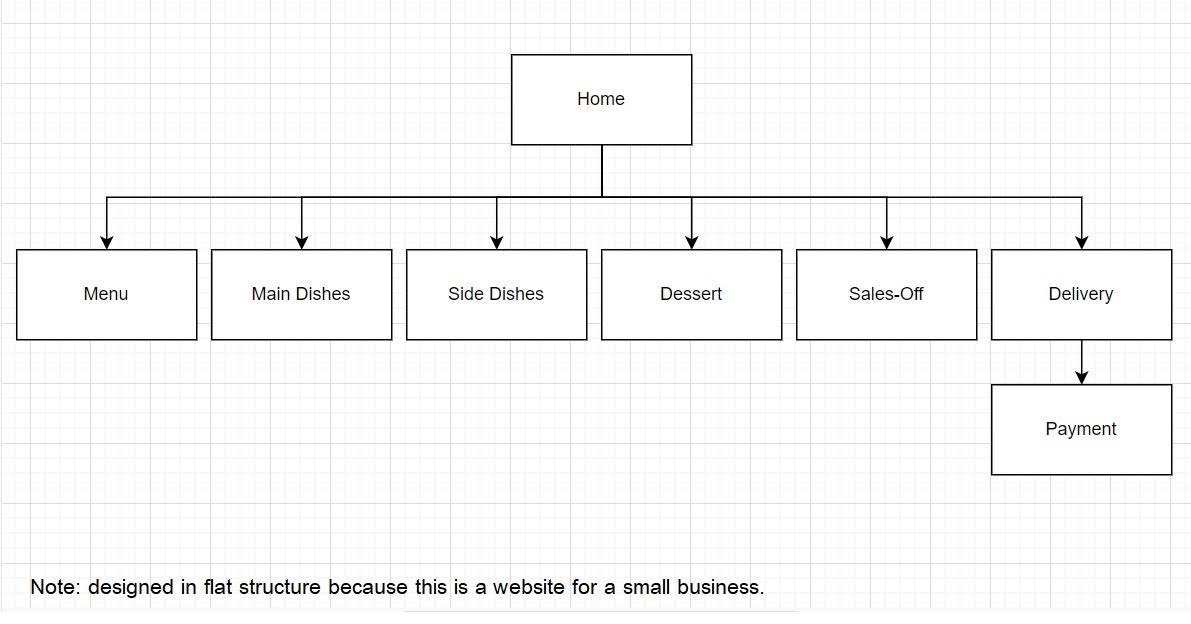 Home
Menu
Main Dishes
Side Dishes
Dessert
Sales-Off
Delivery
Payment
Note: designed in flat structure because this is a website for a small business.